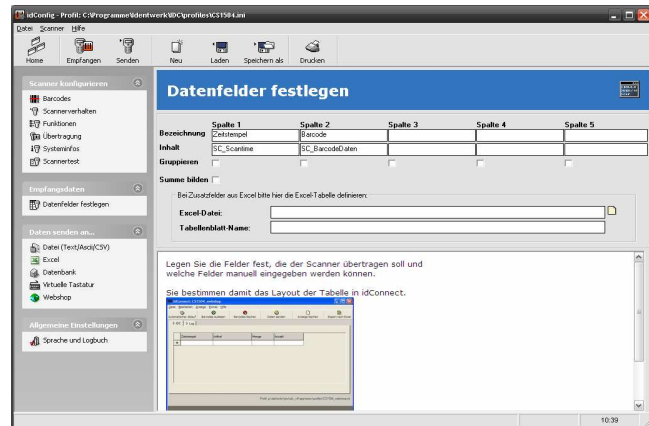 idConfig - Profil: C:\Programme\Identwerk\IDC\profiles\CS1504.ini
Datei Scanner Hilfe
Home Empfangen Senden Neu Laden Speichern als Drucken
Scanner konfigurieren
Barcodes
Scannerverhalten
Funktionen
Übertragung
Systeminfos
Scannertest
Empfangsdaten
Datenfelder festlegen
Daten senden an...
Datei (Text/Ascii/CSV)
Excel
Datenbank
Virtuelle Tastatur
Webshop
Allgemeine Einstellungen
Sprache und Logbuch
Datenfelder festlegen
Spalte 1 Spalte 2 Spalte 3 Spalte 4 Spalte 5
Bezeichnung Zeitstempel Barcode
Inhalt SC_Scantime SC_BarcodeDaten
Gruppieren
Summe bilden
Bei Zusatzfelder aus Excel bitte hier die Excel-Tabelle definieren:
Excel-Datei:
Tabellenblatt-Name:
Legen Sie die Felder fest, die der Scanner übertragen soll und
welche Felder manuell eingegeben werden können.
Sie bestimmen damit das Layout der Tabelle in idConnect.
10:39